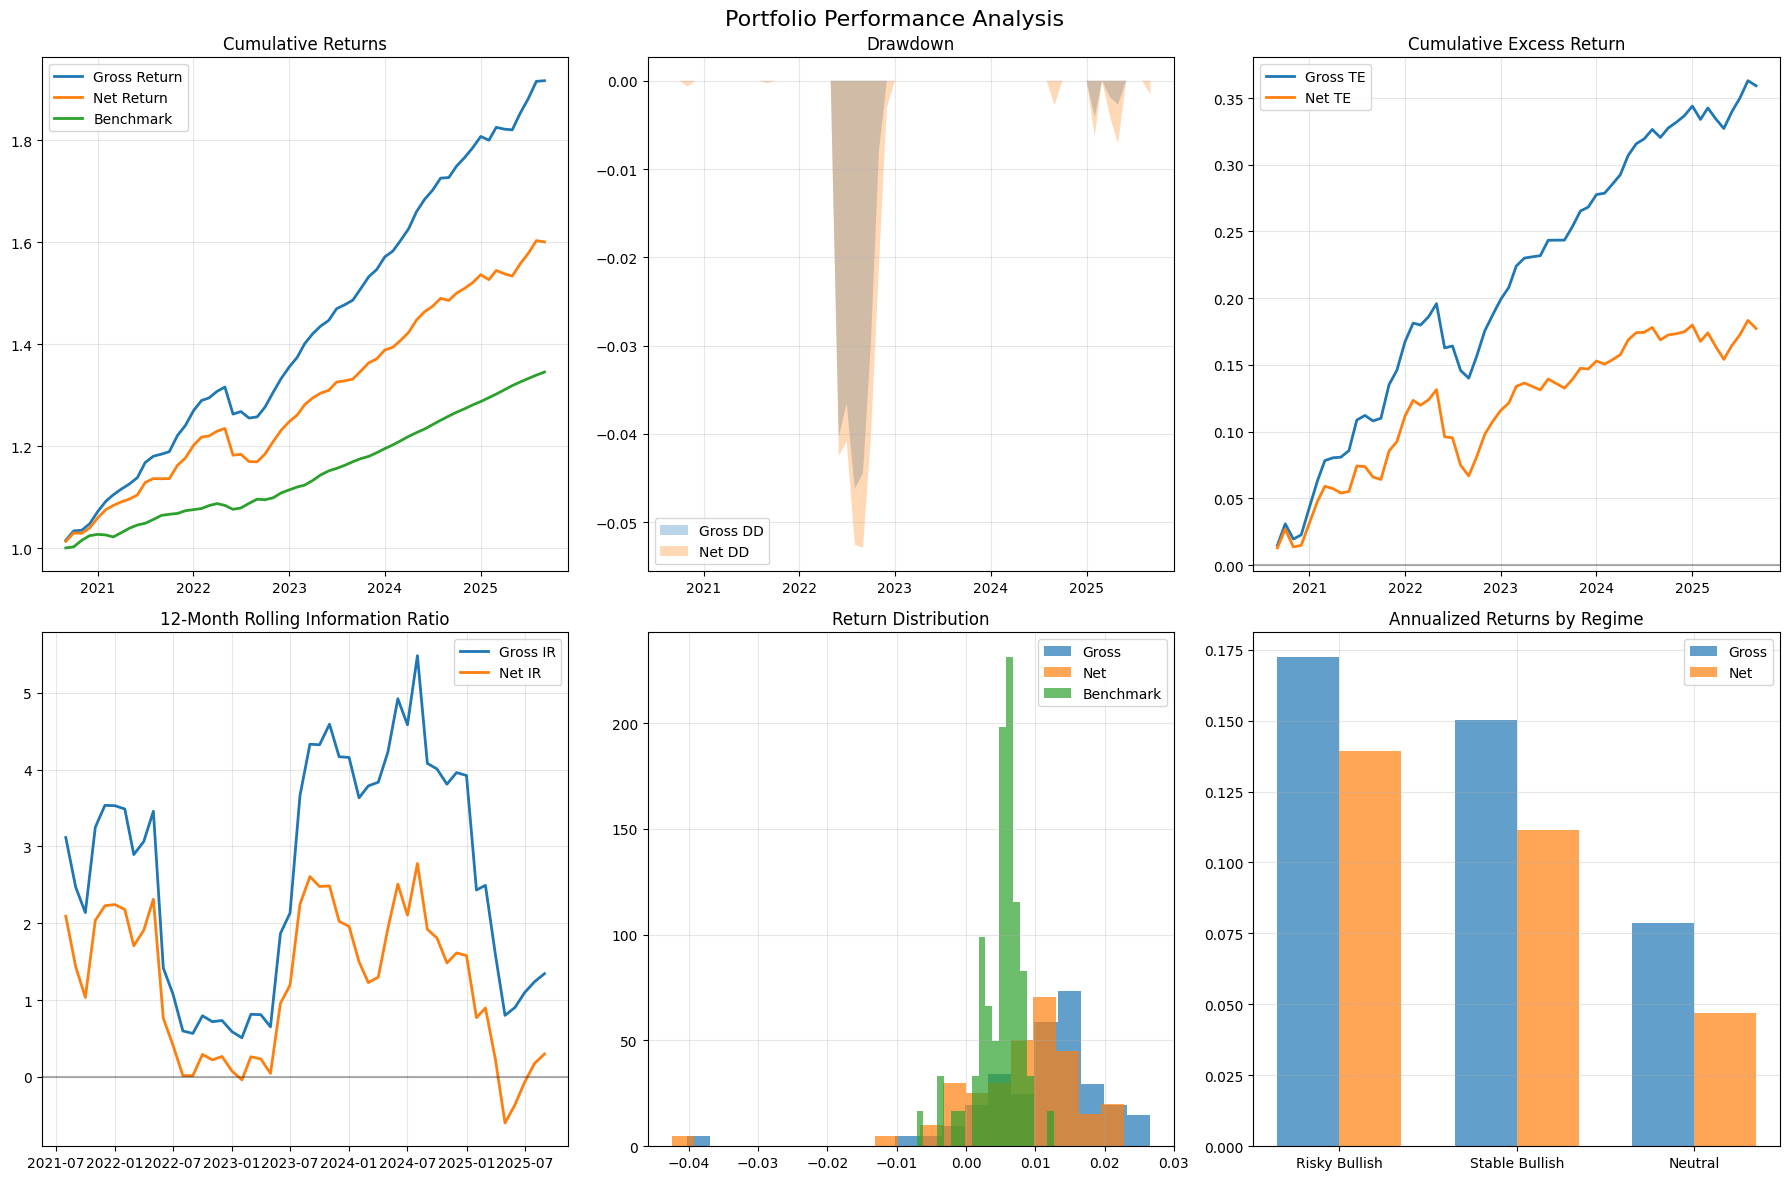 Portfolio Performance Analysis
Cumulative Returns
Gross Return
Net Return
Benchmark
1.8
1.6
1.4
1.2
1.0
2021 2022 2023 2024 2025
Drawdown
0.00
−0.01
−0.02
−0.03
−0.04
−0.05
Gross DD
Net DD
2021 2022 2023 2024 2025
Cumulative Excess Return
Gross TE
Net TE
0.35
0.30
0.25
0.20
0.15
0.10
0.05
0.00
2021 2022 2023 2024 2025
12-Month Rolling Information Ratio
Gross IR
Net IR
5
4
3
2
1
0
2021-07 2022-01 2022-07 2023-01 2023-07 2024-01 2024-07 2025-01 2025-07
Return Distribution
Gross
Net
Benchmark
200
150
100
50
0
−0.04 −0.03 −0.02 −0.01 0.00 0.01 0.02 0.03
Annualized Returns by Regime
Gross
Net
0.175
0.150
0.125
0.100
0.075
0.050
0.025
0.000
Risky Bullish Stable Bullish Neutral